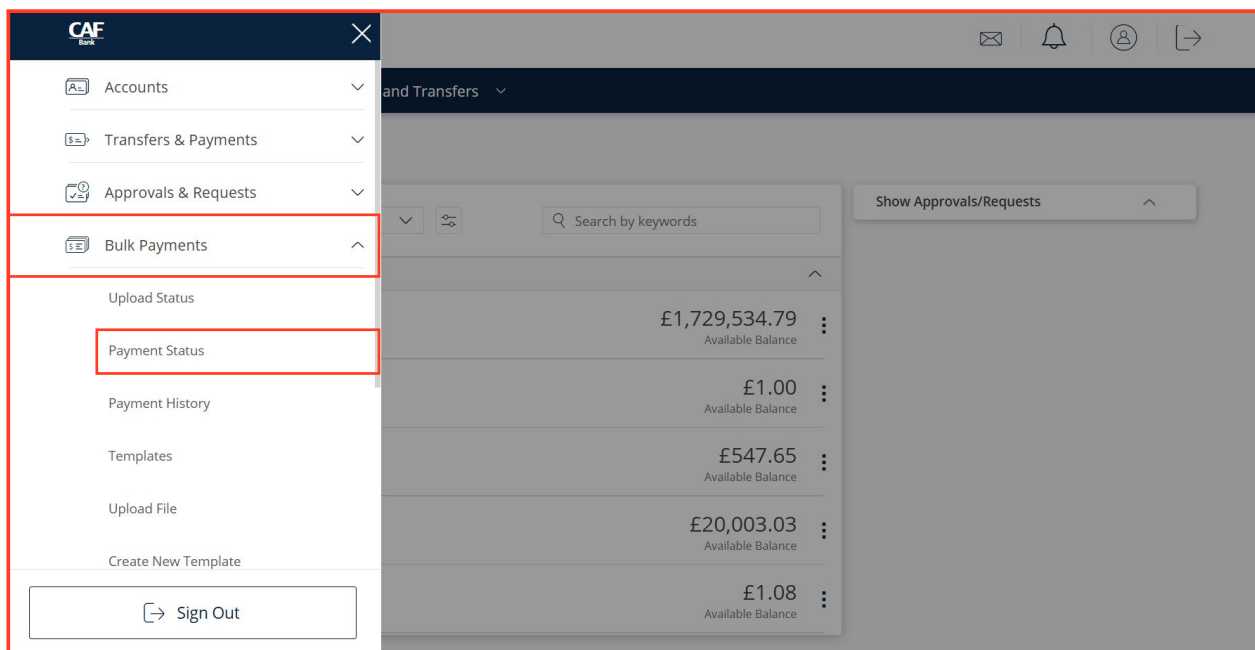 CAF
Bank
Accounts
Transfers & Payments
Approvals & Requests
Bulk Payments
Upload Status
Payment Status
Payment History
Templates
Upload File
Create New Template
Sign Out
and Transfers
Search by keywords
£1,729,534.79
Available Balance
£1.00
Available Balance
£547.65
Available Balance
£20,003.03
Available Balance
£1.08
Available Balance
Show Approvals/Requests